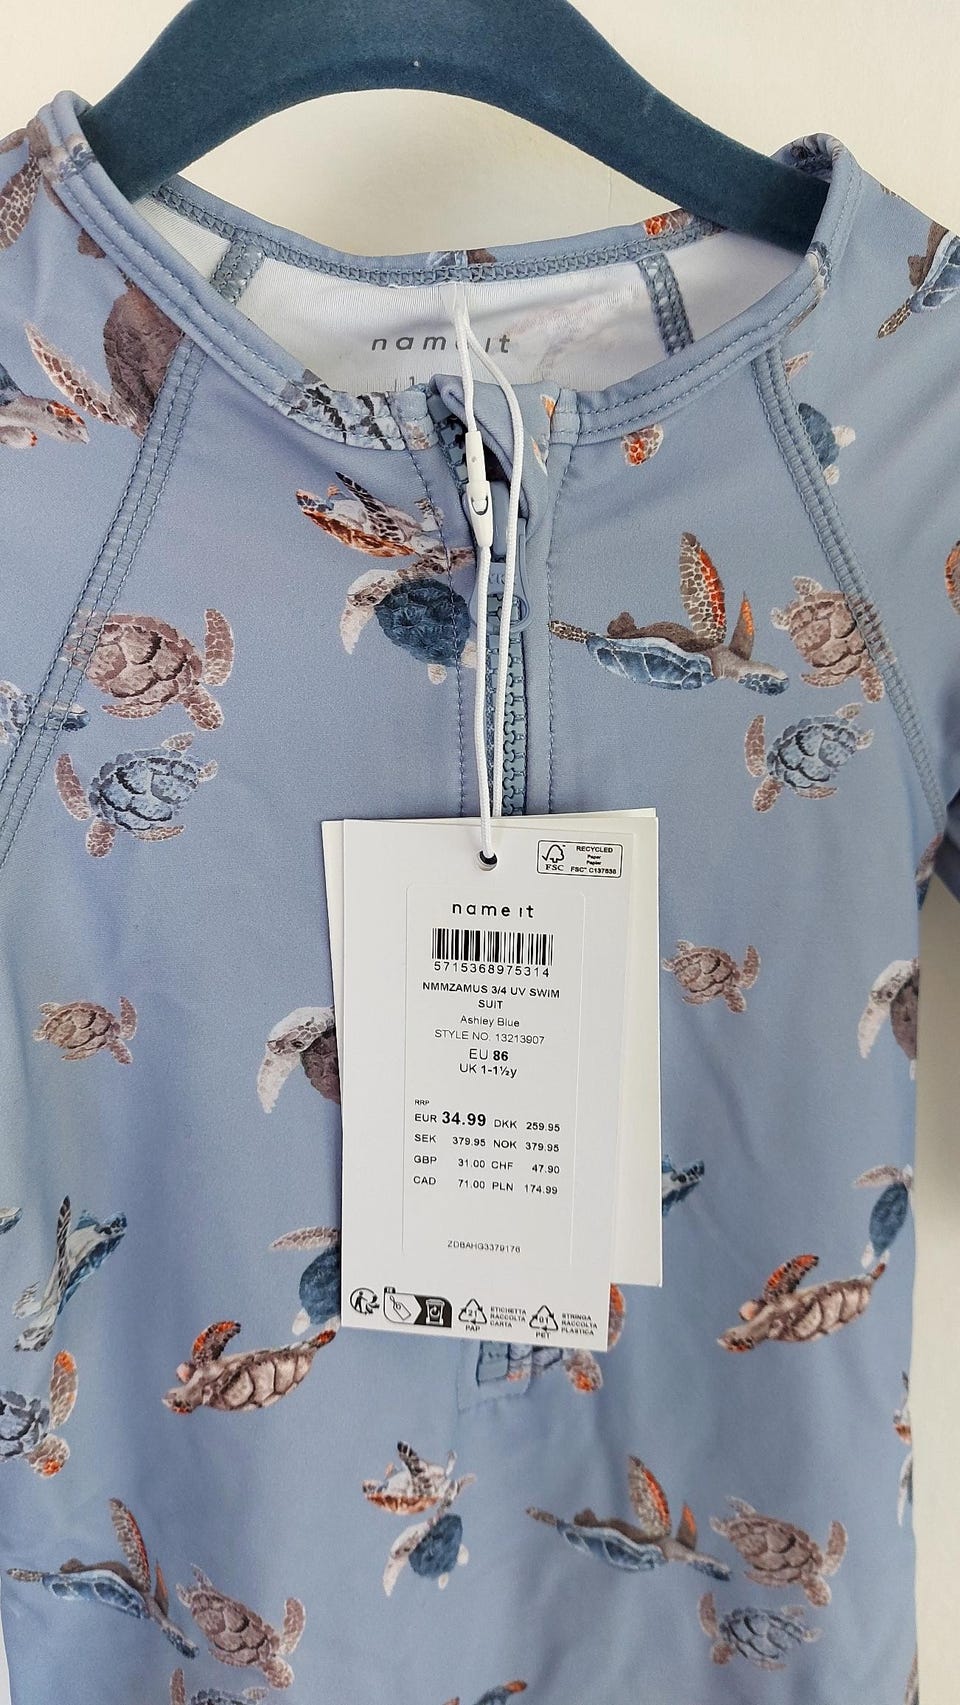 name it
RECYCLED
Paper
Papier
FSC
FSC® C137838
name it
5715368975314
NMMZAMUS 3/4 UV SWIM
SUIT
Ashley Blue
STYLE NO. 13213907
EU 86
UK 1-1½y
RRP
EUR 34.99 DKK 259.95
SEK 379.95 NOK 379.95
GBP 31.00 CHF 47.90
CAD 71.00 PLN 174.99
ZDBAHG3379176
21
PAP
ETICHETTA
RACCOLTA
CARTA
01
PET
STRINGA
RACCOLTA
PLASTICA